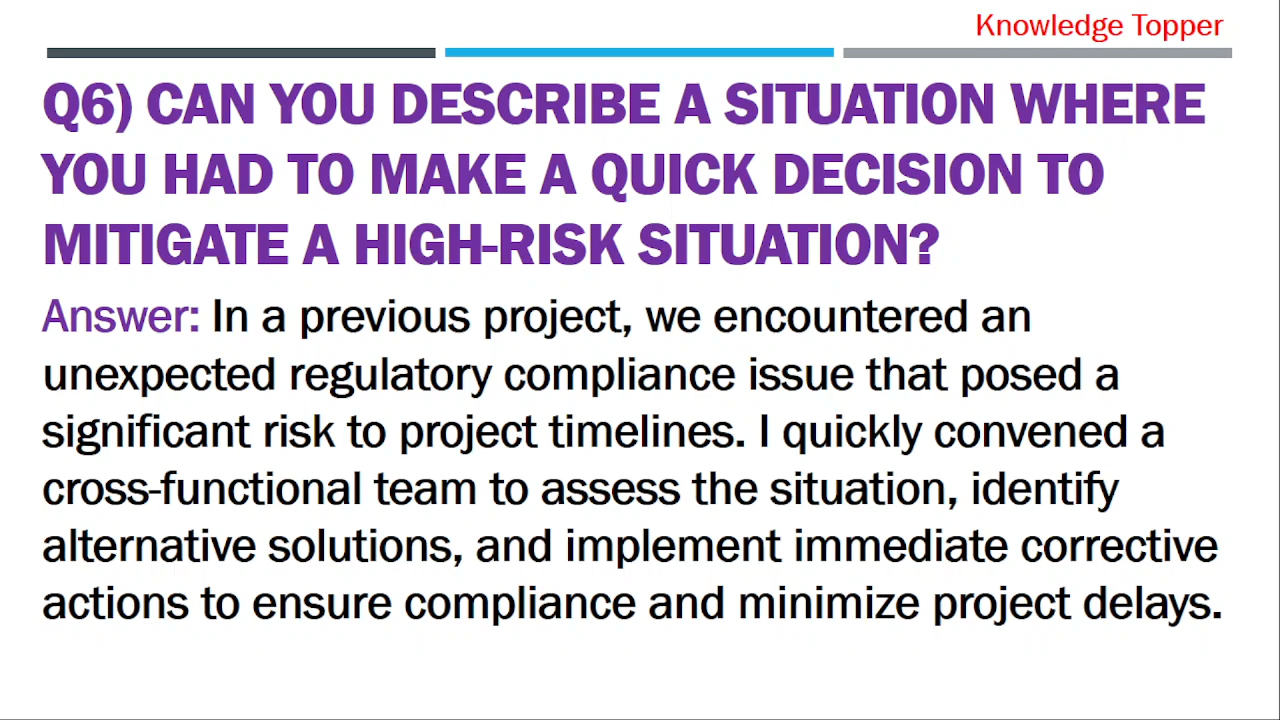 Knowledge Topper
Q6) CAN YOU DESCRIBE A SITUATION WHERE
YOU HAD TO MAKE A QUICK DECISION TO
MITIGATE A HIGH-RISK SITUATION?
Answer: In a previous project, we encountered an
unexpected regulatory compliance issue that posed a
significant risk to project timelines. I quickly convened a
cross-functional team to assess the situation, identify
alternative solutions, and implement immediate corrective
actions to ensure compliance and minimize project delays.